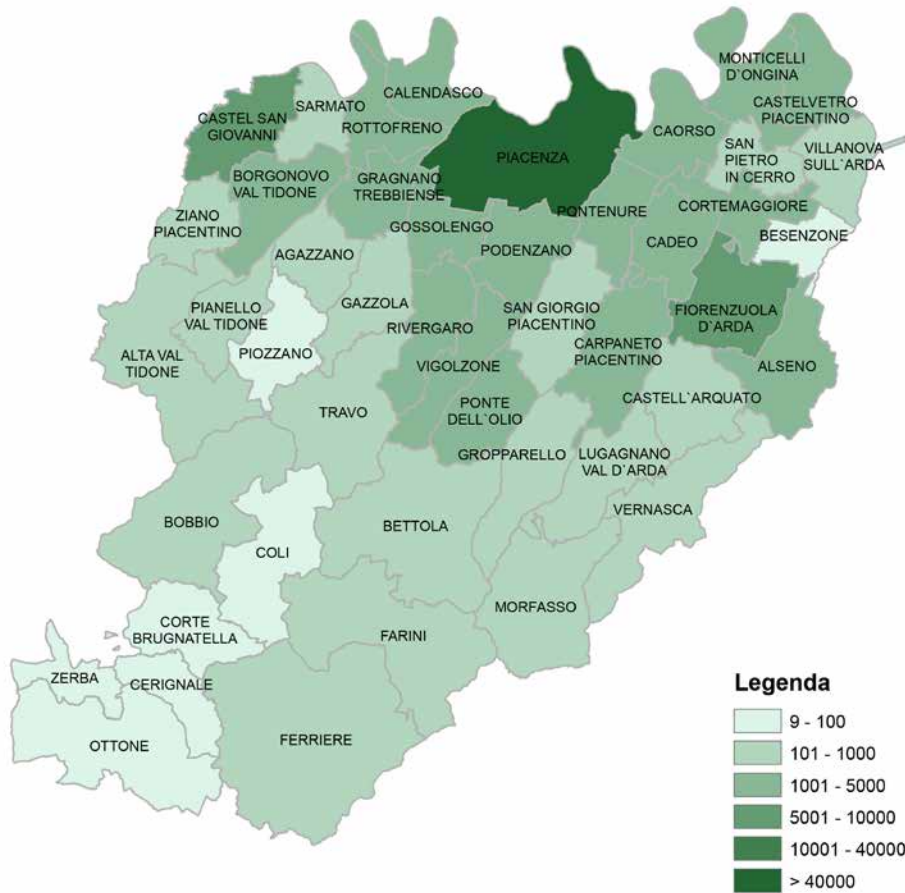 MONTICELLI
D`ONGINA
CALENDASCO
CASTELVETRO
PIACENTINO
SARMATO
CASTEL SAN
GIOVANNI
ROTTOFRENO
CAORSO
SAN
PIETRO
IN CERRO
VILLANOVA
SULL`ARDA
PIACENZA
BORGONOVO
VAL TIDONE
GRAGNANO
TREBBIENSE
ZIANO
PIACENTINO
GOSSOLENGO
PONTENURE
CORTEMAGGIORE
BESENZONE
PODENZANO
CADEO
AGAZZANO
PIANELLO
VAL TIDONE
GAZZOLA
RIVERGARO
SAN GIORGIO
PIACENTINO
FIORENZUOLA
D`ARDA
PIOZZANO
ALTA VAL
TIDONE
VIGOLZONE
CARPANETO
PIACENTINO
ALSENO
TRAVO
PONTE
DELL`OLIO
CASTELL`ARQUATO
GROPPARELLO
LUGAGNANO
VAL D`ARDA
VERNASCA
BOBBIO
BETTOLA
COLI
MORFASSO
CORTE
BRUGNATELLA
FARINI
ZERBA
CERIGNALE
OTTONE
FERRIERE
Legenda
9 - 100
101 - 1000
1001 - 5000
5001 - 10000
10001 - 40000
> 40000